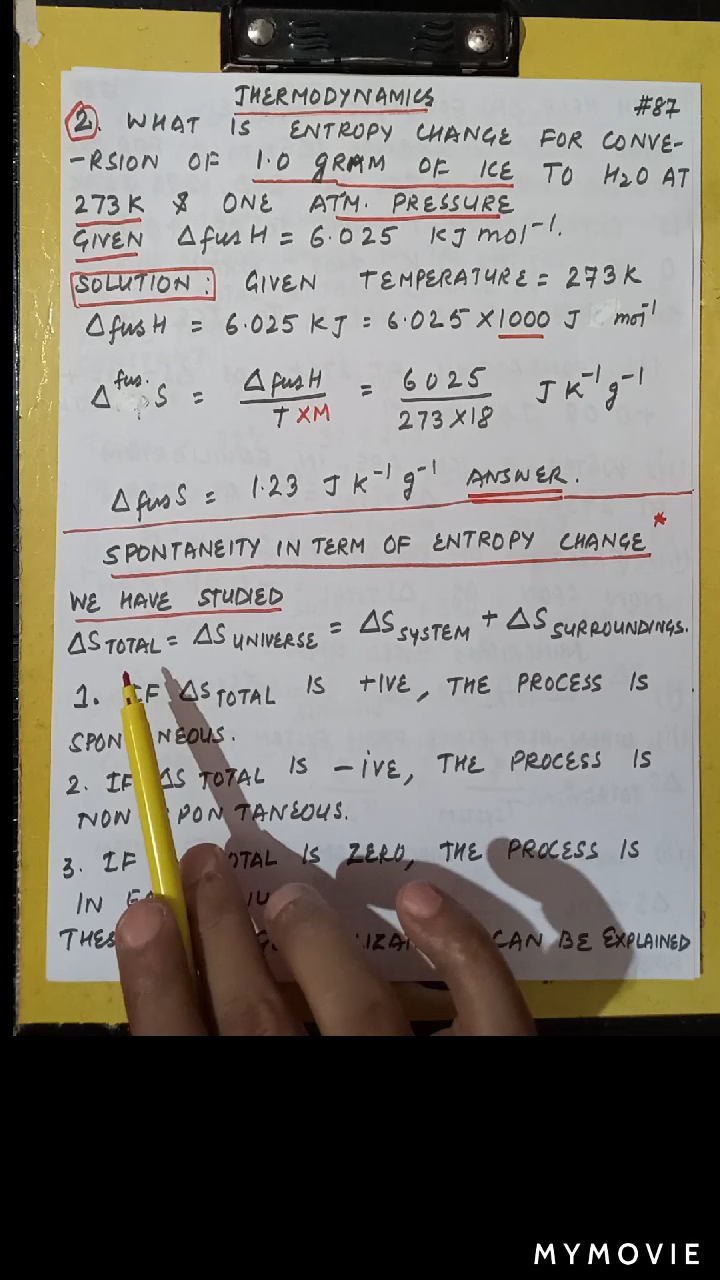 THERMODYNAMICS #87
2. WHAT IS ENTROPY CHANGE FOR CONVE-
-RSION OF 1.0 GRAM OF ICE TO H2O AT
273K & ONE ATM. PRESSURE
GIVEN ΔfusH = 6.025 KJ mol⁻¹.
SOLUTION: GIVEN TEMPERATURE = 273K
ΔfusH = 6.025 KJ = 6.025 × 1000 J mol⁻¹
Δfus. S = ΔfusH / T XM = 6025 / 273 X18 J K⁻¹ g⁻¹
ΔfusS = 1.23 J K⁻¹ g⁻¹ ANSWER.
SPONTANEITY IN TERM OF ENTROPY CHANGE *
WE HAVE STUDIED
ΔS TOTAL = ΔS UNIVERSE = ΔS SYSTEM + ΔS SURROUNDINGS.
1. IF ΔS TOTAL IS +IVE, THE PROCESS IS
SPON NEOUS.
2. IF ΔS TOTAL IS -IVE, THE PROCESS IS
NON SPONTANEOUS.
3. IF OTAL IS ZERO, THE PROCESS IS
IN
CAN BE EXPLAINED
MYMOVIE